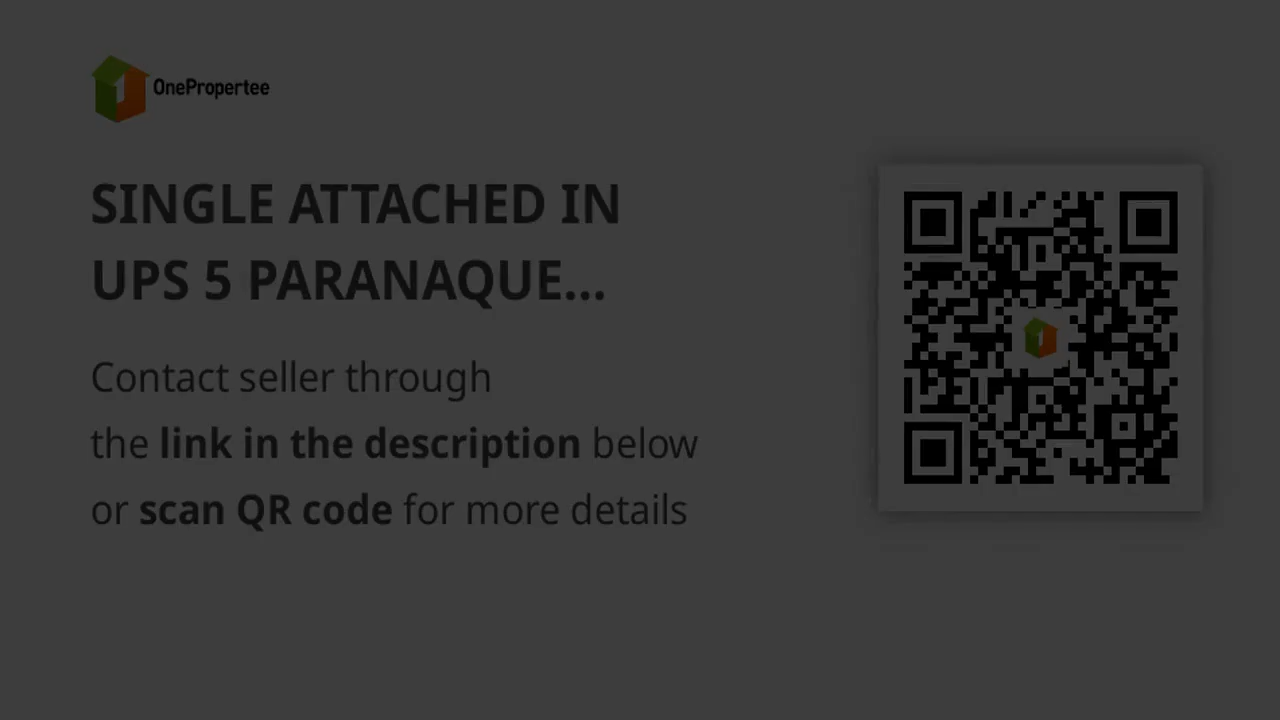 OnePropertee
SINGLE ATTACHED IN
UPS 5 PARANAQUE...
Contact seller through
the link in the description below
or scan QR code for more details